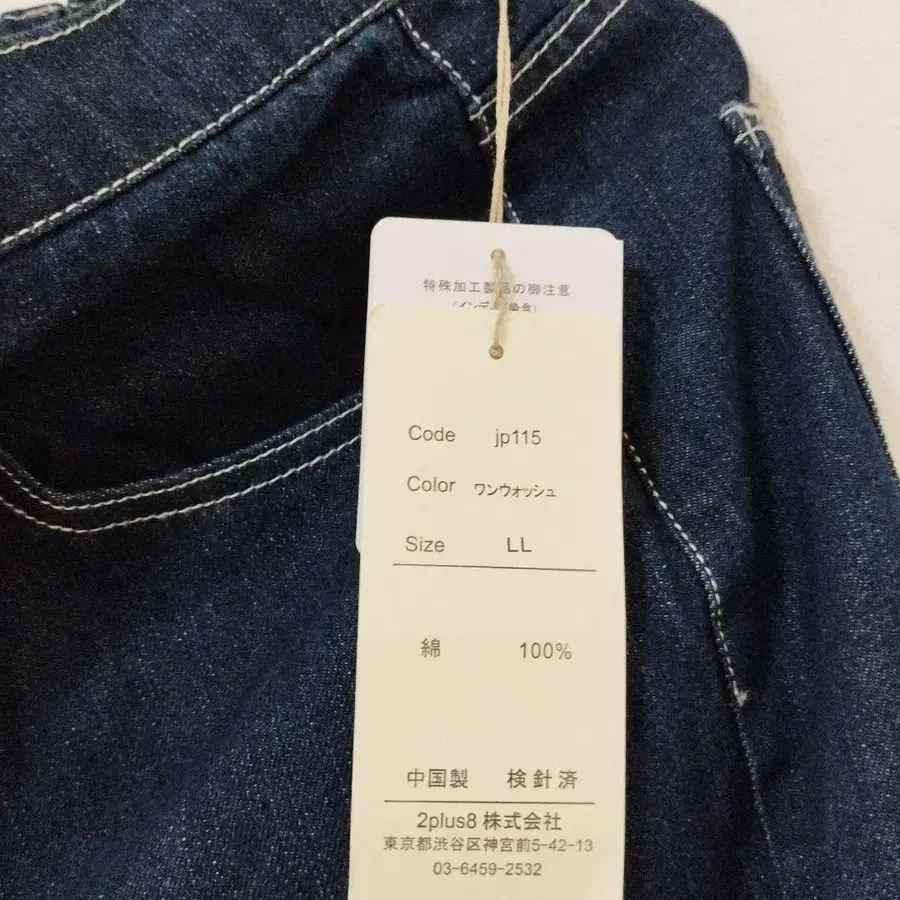 特殊加工製品の御注意
Code jp115
Color ワンウォッシュ
Size LL
綿 100%
中国製 検針済
2plus8 株式会社
東京都渋谷区神宮前5-42-13
03-6459-2532